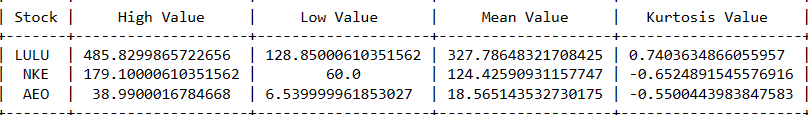 | Stock | High Value | Low Value | Mean Value | Kurtosis Value |
| LULU | 485.8299865722656 | 128.85000610351562 | 327.78648321708425 | 0.7403634866055957 |
| NKE | 179.10000610351562 | 60.0 | 124.42590931157747 | -0.6524891545576916 |
| AEO | 38.9900016784668 | 6.539999961853027 | 18.565143532730175 | -0.5500443983847583 |